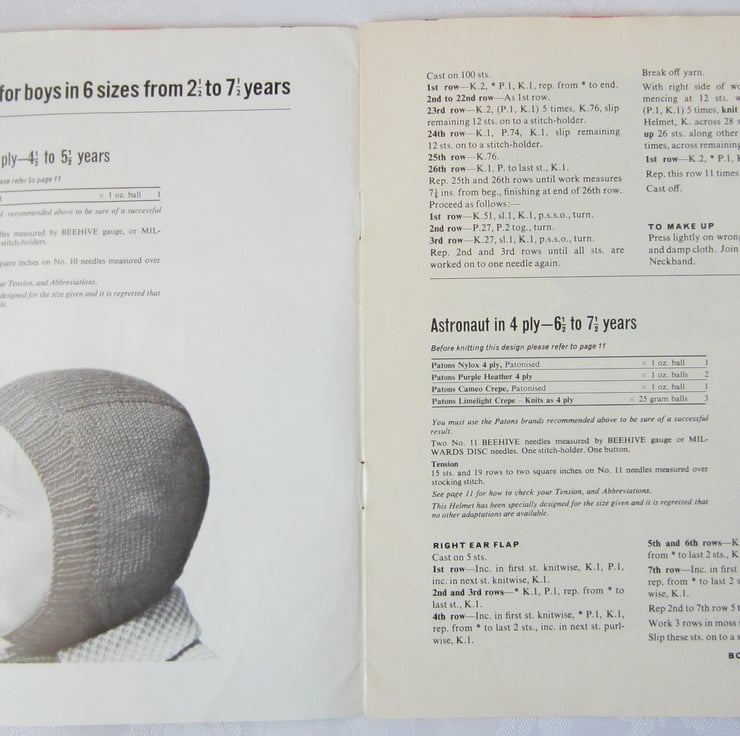 for boys in 6 sizes from 2½ to 7½ years
ply—4½ to 5½ years
ase refer to page 11
× 1 oz. ball 1
recommended above to be sure of a successful
dles measured by BEEHIVE gauge, or MIL-
stitch-holders.
quare inches on No. 10 needles measured over
ur Tension, and Abbreviations.
designed for the size given and it is regretted that
le.
Cast on 100 sts.
1st row—K.2, * P.1, K.1, rep. from * to end.
2nd to 22nd row—As 1st row.
23rd row—K.2, (P.1, K.1) 5 times, K.76, slip
remaining 12 sts. on to a stitch-holder.
24th row—K.1, P.74, K.1, slip remaining
12 sts. on to a stitch-holder.
25th row—K.76.
26th row—K.1, P. to last st., K.1.
Rep. 25th and 26th rows until work measures
7¼ ins. from beg., finishing at end of 26th row.
Proceed as follows:—
1st row—K.51, sl.1, K.1, p.s.s.o., turn.
2nd row—P.27, P.2 tog., turn.
3rd row—K.27, sl.1, K.1, p.s.s.o., turn.
Rep. 2nd and 3rd rows until all sts. are
worked on to one needle again.
Break off yarn.
With right side of wo
mencing at 12 sts. w
(P.1, K.1) 5 times, knit
Helmet, K. across 28 s
up 26 sts. along other
times, across remaining
1st row—K.2, * P.1, K
Rep. this row 11 times
Cast off.
TO MAKE UP
Press lightly on wrong
and damp cloth. Join
Neckband.
Astronaut in 4 ply—6½ to 7½ years
Before knitting this design please refer to page 11
Patons Nylox 4 ply, Patonised × 1 oz. ball 1
Patons Purple Heather 4 ply × 1 oz. balls 2
Patons Cameo Crepe, Patonised × 1 oz. ball 1
Patons Limelight Crepe – Knits as 4 ply × 25 gram balls 3
You must use the Patons brands recommended above to be sure of a successful
result.
Two No. 11 BEEHIVE needles measured by BEEHIVE gauge or MIL-
WARDS DISC needles. One stitch-holder. One button.
Tension
15 sts. and 19 rows to two square inches on No. 11 needles measured over
stocking stitch.
See page 11 for how to check your Tension, and Abbreviations.
This Helmet has been specially designed for the size given and it is regretted that
no other adaptations are available.
RIGHT EAR FLAP
Cast on 5 sts.
1st row—Inc. in first st. knitwise, K.1, P.1,
inc. in next st. knitwise, K.1.
2nd and 3rd rows—* K.1, P.1, rep. from * to
last st., K.1.
4th row—Inc. in first st. knitwise, * P.1, K.1,
rep. from * to last 2 sts., inc. in next st. purl-
wise, K.1.
5th and 6th rows—K
from * to last 2 sts., K
7th row—Inc. in first
rep. from * to last 2 s
wise, K.1.
Rep 2nd to 7th row 5 t
Work 3 rows in moss
Slip these sts. on to a s
BO